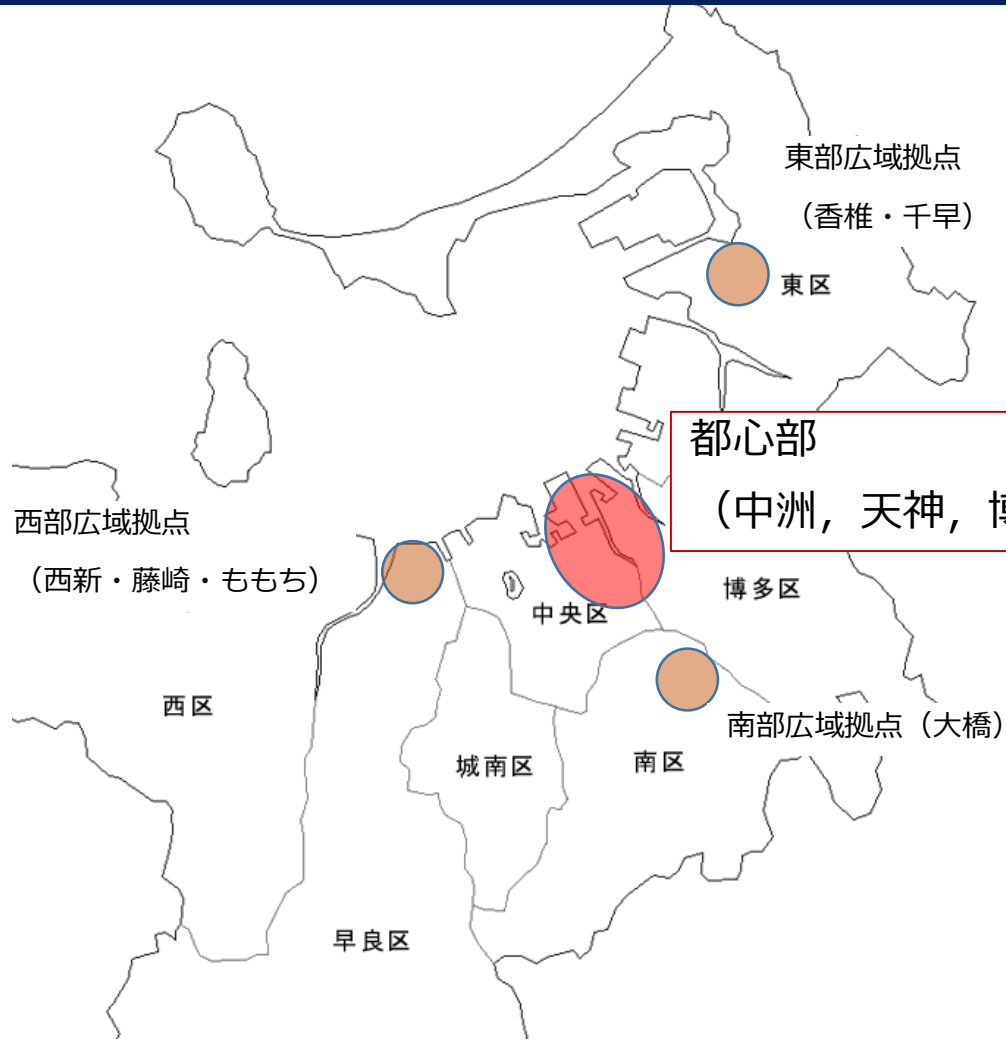 東部広域拠点
（香椎・千早）
東区
都心部
（中洲，天神，博
西部広域拠点
（西新・藤崎・ももち）
中央区
博多区
西区
南部広域拠点（大橋）
城南区
南区
早良区